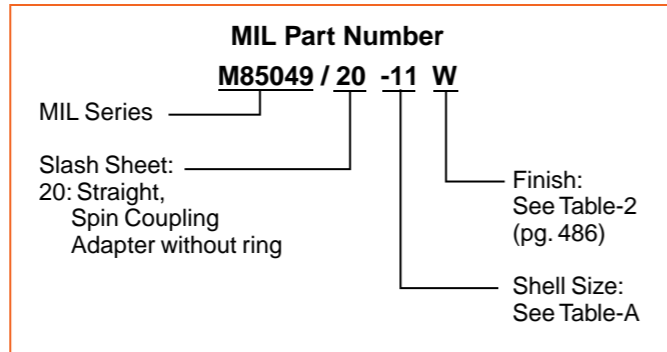 MIL Part Number
M85049 / 20 -11 W
MIL Series
Slash Sheet:
20: Straight,
Spin Coupling
Adapter without ring
Finish:
See Table-2
(pg. 486)
Shell Size:
See Table-A